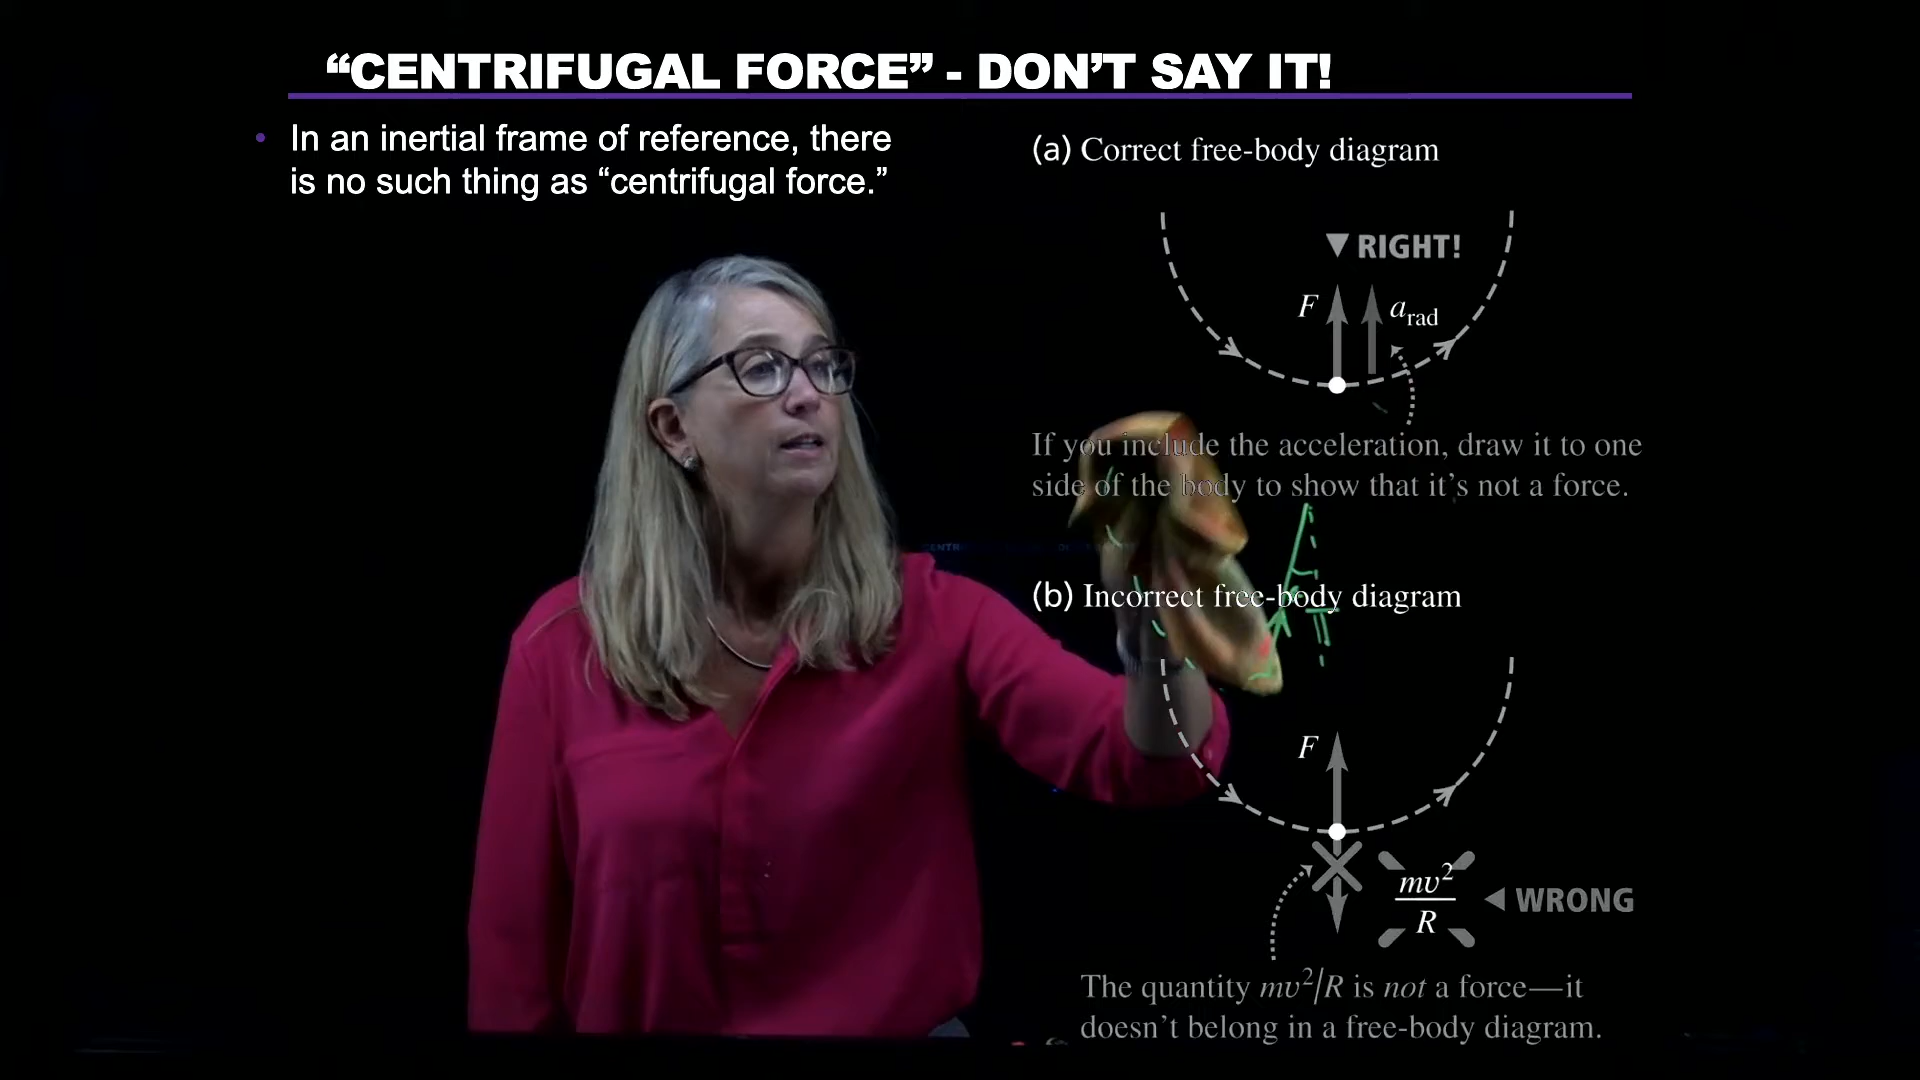 “CENTRIFUGAL FORCE” - DON’T SAY IT!
• In an inertial frame of reference, there
is no such thing as “centrifugal force.”
(a) Correct free-body diagram
RIGHT!
F
a_rad
If you include the acceleration, draw it to one
side of the body to show that it’s not a force.
(b) Incorrect free-body diagram
F
mv²
R
WRONG
The quantity mv²/R is not a force—it
doesn’t belong in a free-body diagram.